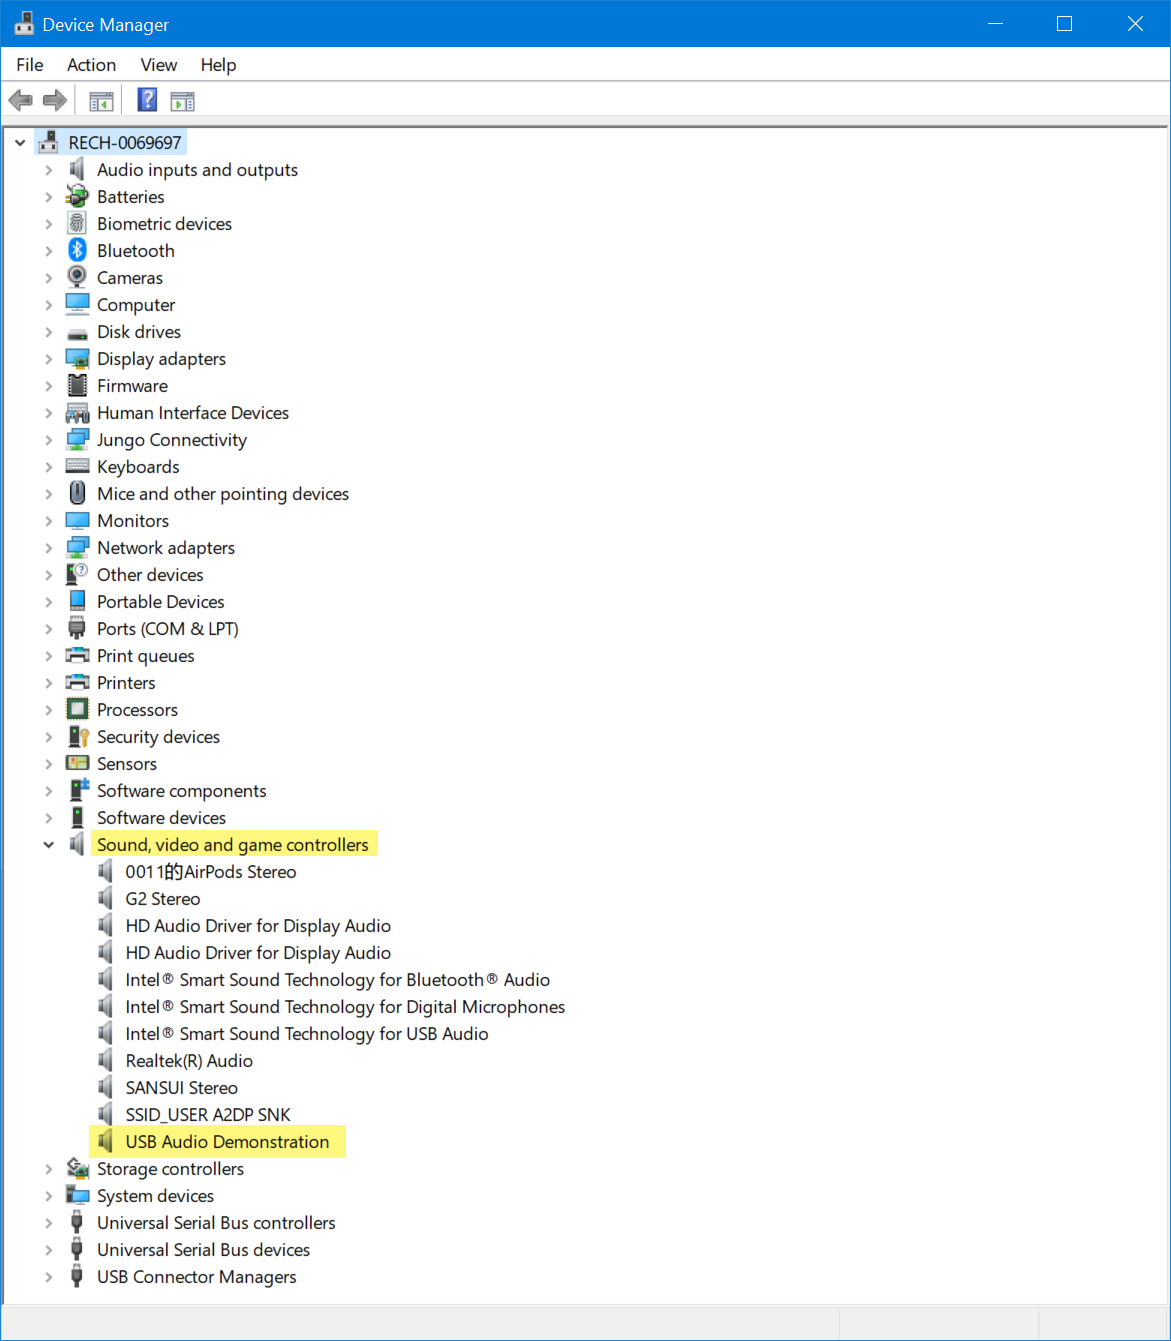 Device Manager
File Action View Help
RECH-0069697
Audio inputs and outputs
Batteries
Biometric devices
Bluetooth
Cameras
Computer
Disk drives
Display adapters
Firmware
Human Interface Devices
Jungo Connectivity
Keyboards
Mice and other pointing devices
Monitors
Network adapters
Other devices
Portable Devices
Ports (COM & LPT)
Print queues
Printers
Processors
Security devices
Sensors
Software components
Software devices
Sound, video and game controllers
0011的AirPods Stereo
G2 Stereo
HD Audio Driver for Display Audio
HD Audio Driver for Display Audio
Intel® Smart Sound Technology for Bluetooth® Audio
Intel® Smart Sound Technology for Digital Microphones
Intel® Smart Sound Technology for USB Audio
Realtek(R) Audio
SANSUI Stereo
SSID_USER A2DP SNK
USB Audio Demonstration
Storage controllers
System devices
Universal Serial Bus controllers
Universal Serial Bus devices
USB Connector Managers